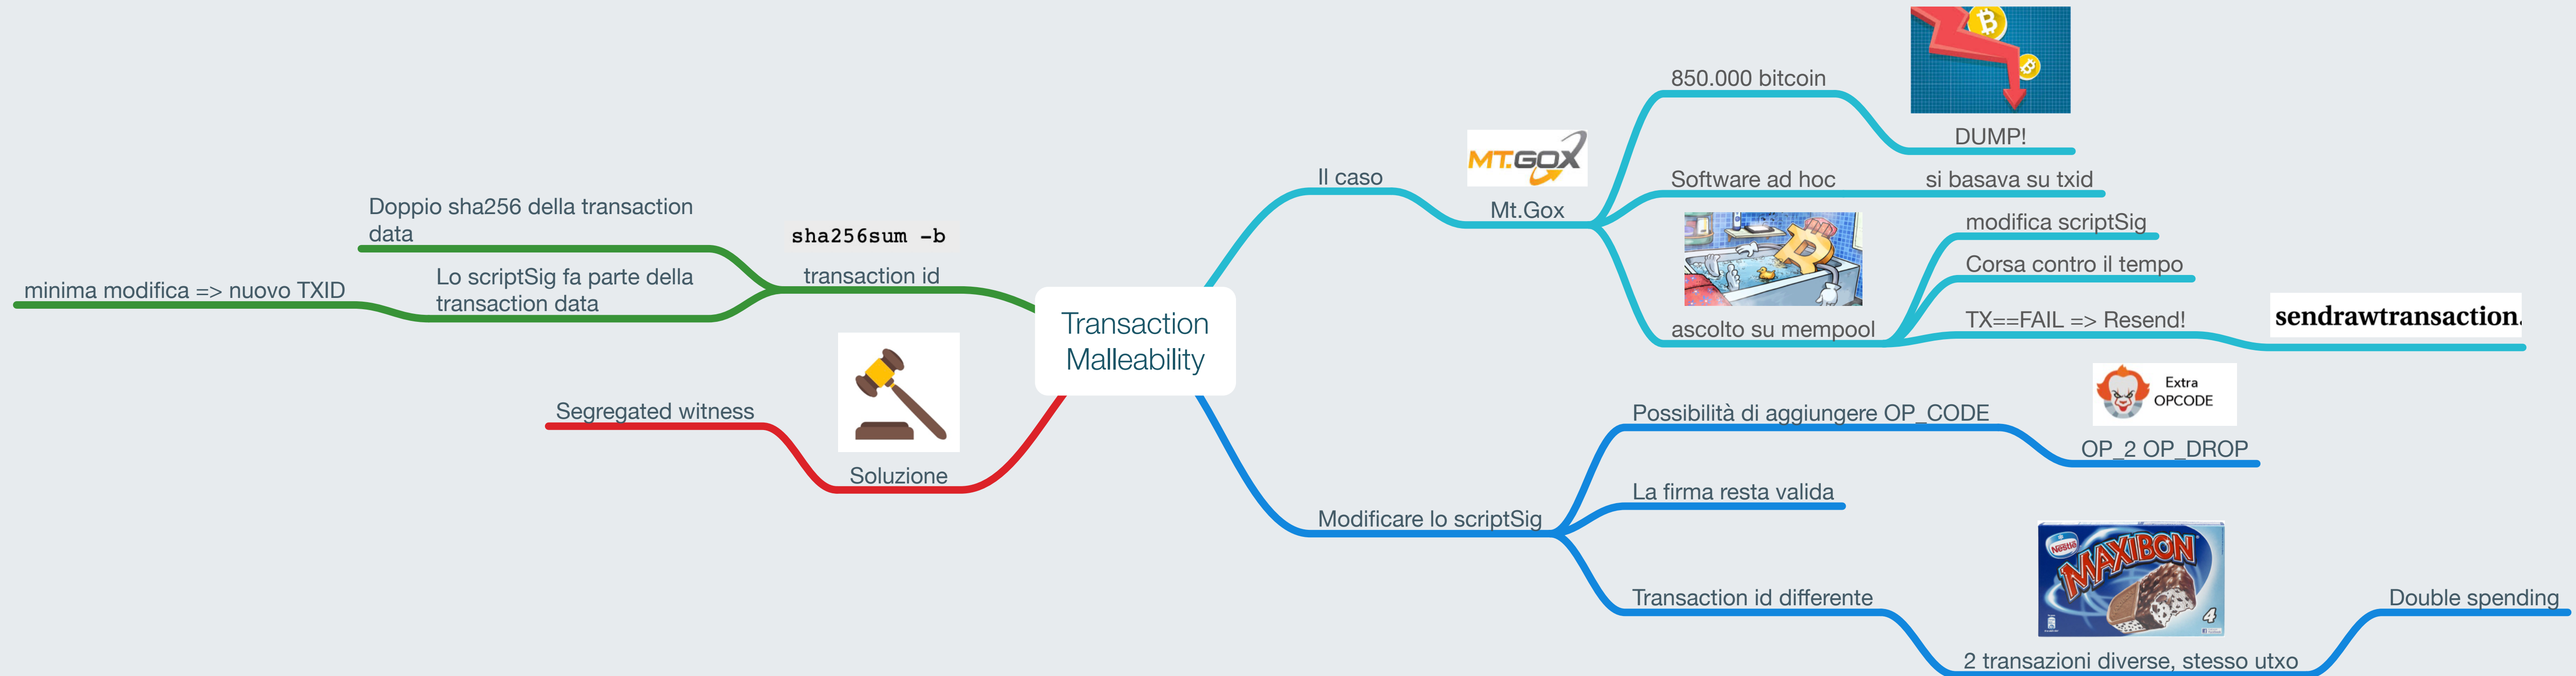 Transaction
Malleability
Il caso
MT.GOX
Mt.Gox
850.000 bitcoin
DUMP!
Software ad hoc
si basava su txid
ascolto su mempool
modifica scriptSig
Corsa contro il tempo
TX==FAIL => Resend!
sendrawtransaction.
Modificare lo scriptSig
Possibilità di aggiungere OP_CODE
Extra
OPCODE
OP_2 OP_DROP
La firma resta valida
Transaction id differente
Nestlé
MAXIBON
4
2 transazioni diverse, stesso utxo
Double spending
sha256sum -b
transaction id
Doppio sha256 della transaction
data
Lo scriptSig fa parte della
transaction data
minima modifica => nuovo TXID
Soluzione
Segregated witness